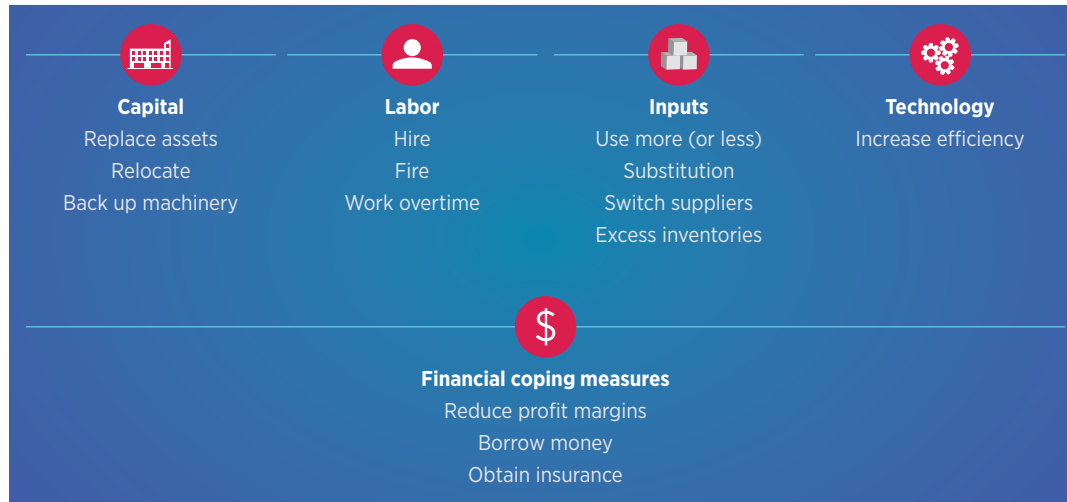 Capital
Replace assets
Relocate
Back up machinery
Labor
Hire
Fire
Work overtime
Inputs
Use more (or less)
Substitution
Switch suppliers
Excess inventories
Technology
Increase efficiency
$
Financial coping measures
Reduce profit margins
Borrow money
Obtain insurance